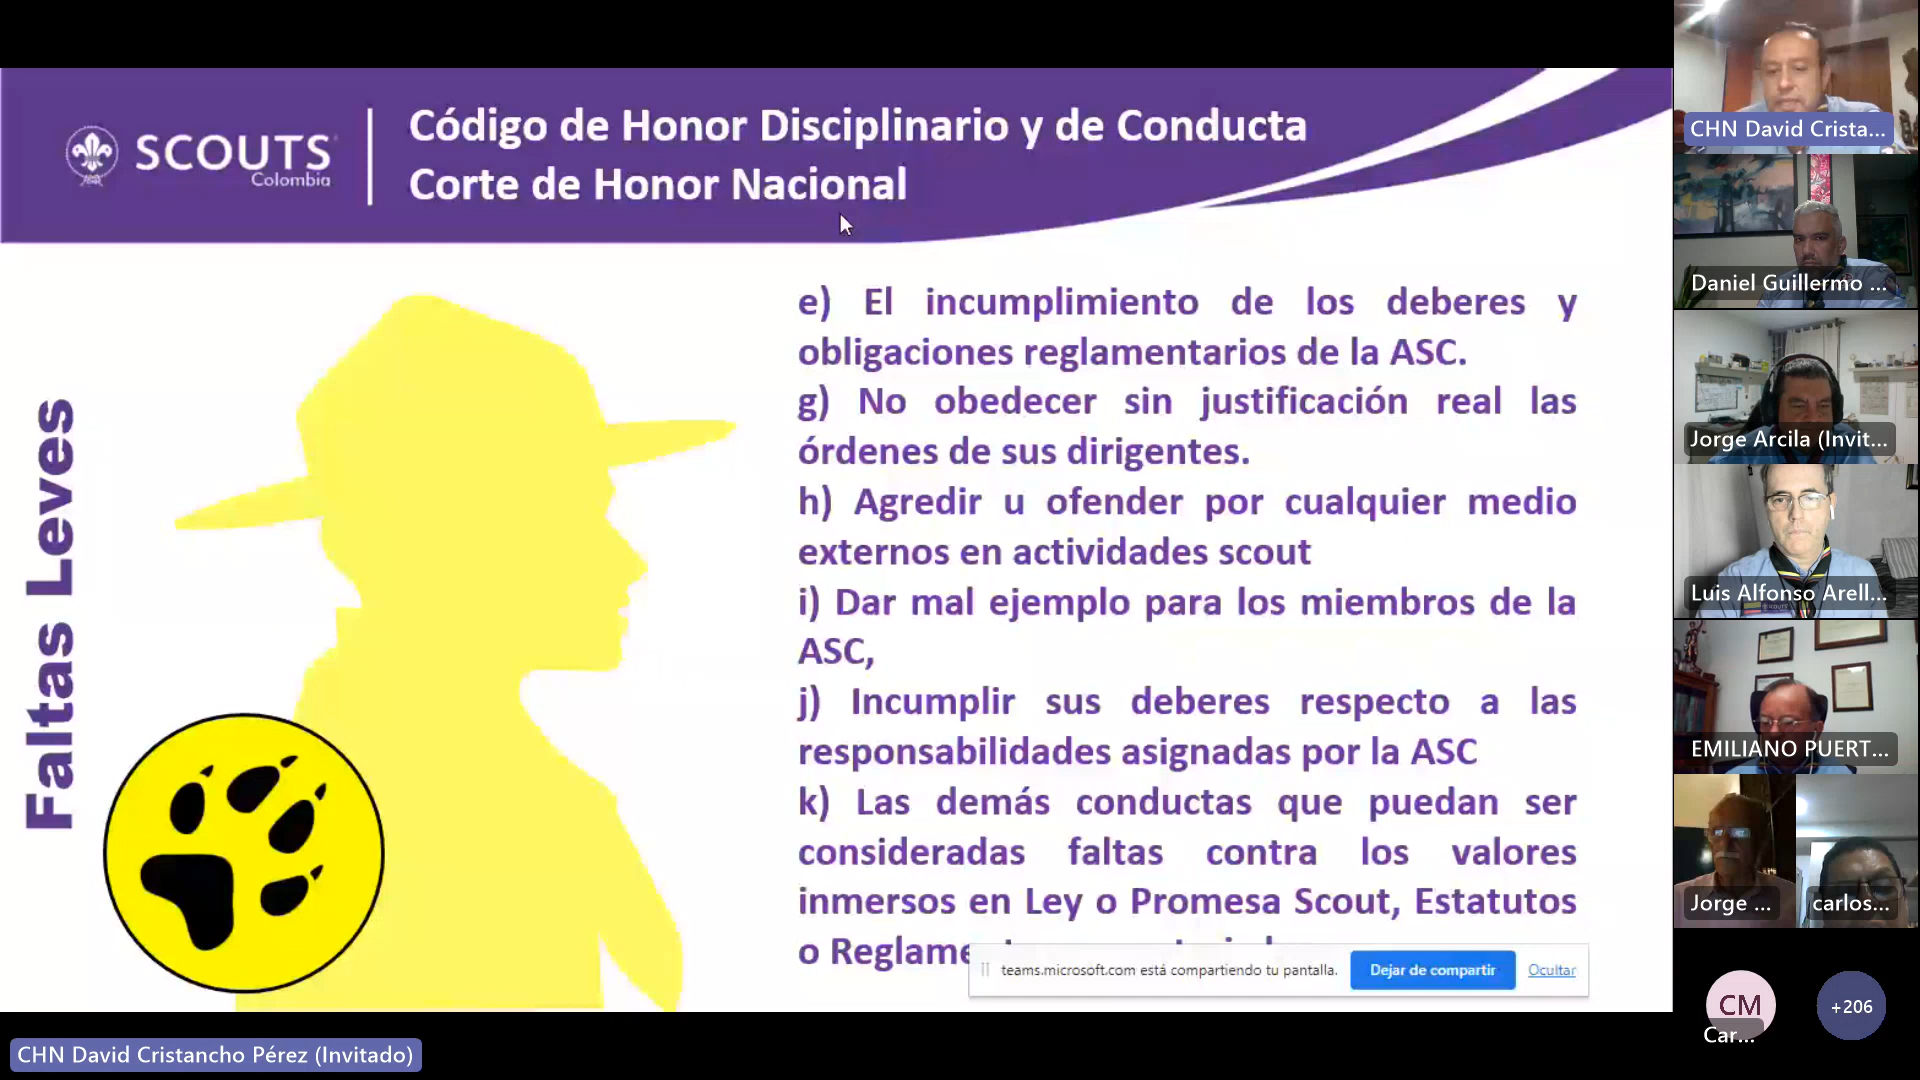 SCOUTS
Colombia
Código de Honor Disciplinario y de Conducta
Corte de Honor Nacional
Faltas Leves
e) El incumplimiento de los deberes y
obligaciones reglamentarios de la ASC.
g) No obedecer sin justificación real las
órdenes de sus dirigentes.
h) Agredir u ofender por cualquier medio
externos en actividades scout
i) Dar mal ejemplo para los miembros de la
ASC,
j) Incumplir sus deberes respecto a las
responsabilidades asignadas por la ASC
k) Las demás conductas que puedan ser
consideradas faltas contra los valores
inmersos en Ley o Promesa Scout, Estatutos
o Reglame
teams.microsoft.com está compartiendo tu pantalla.
Dejar de compartir
Ocultar
CHN David Cristancho Pérez (Invitado)
CHN David Crista...
Daniel Guillermo ...
Jorge Arcila (Invit...
Luis Alfonso Arell...
EMILIANO PUERT...
Jorge ...
carlos...
CM
Car...
+206